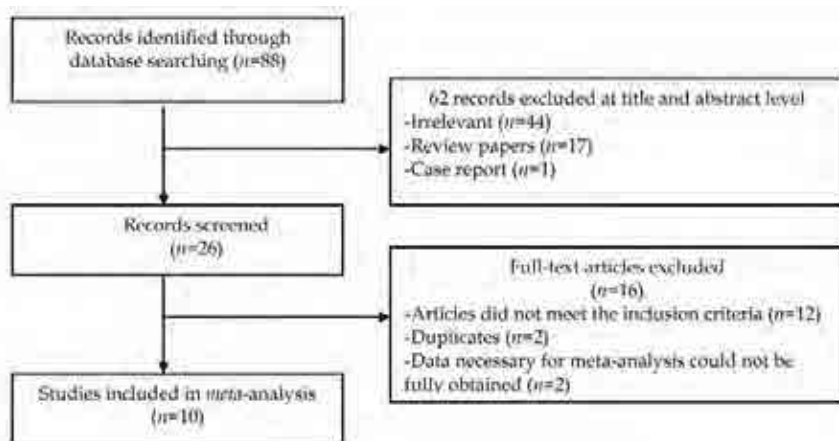 Records identified through
database searching (n=88)
62 records excluded at title and abstract level
-Irrelevant (n=44)
-Review papers (n=17)
-Case report (n=1)
Records screened
(n=26)
Full-text articles excluded
(n=16)
-Articles did not meet the inclusion criteria (n=12)
-Duplicates (n=2)
-Data necessary for meta-analysis could not be
fully obtained (n=2)
Studies included in meta-analysis
(n=10)